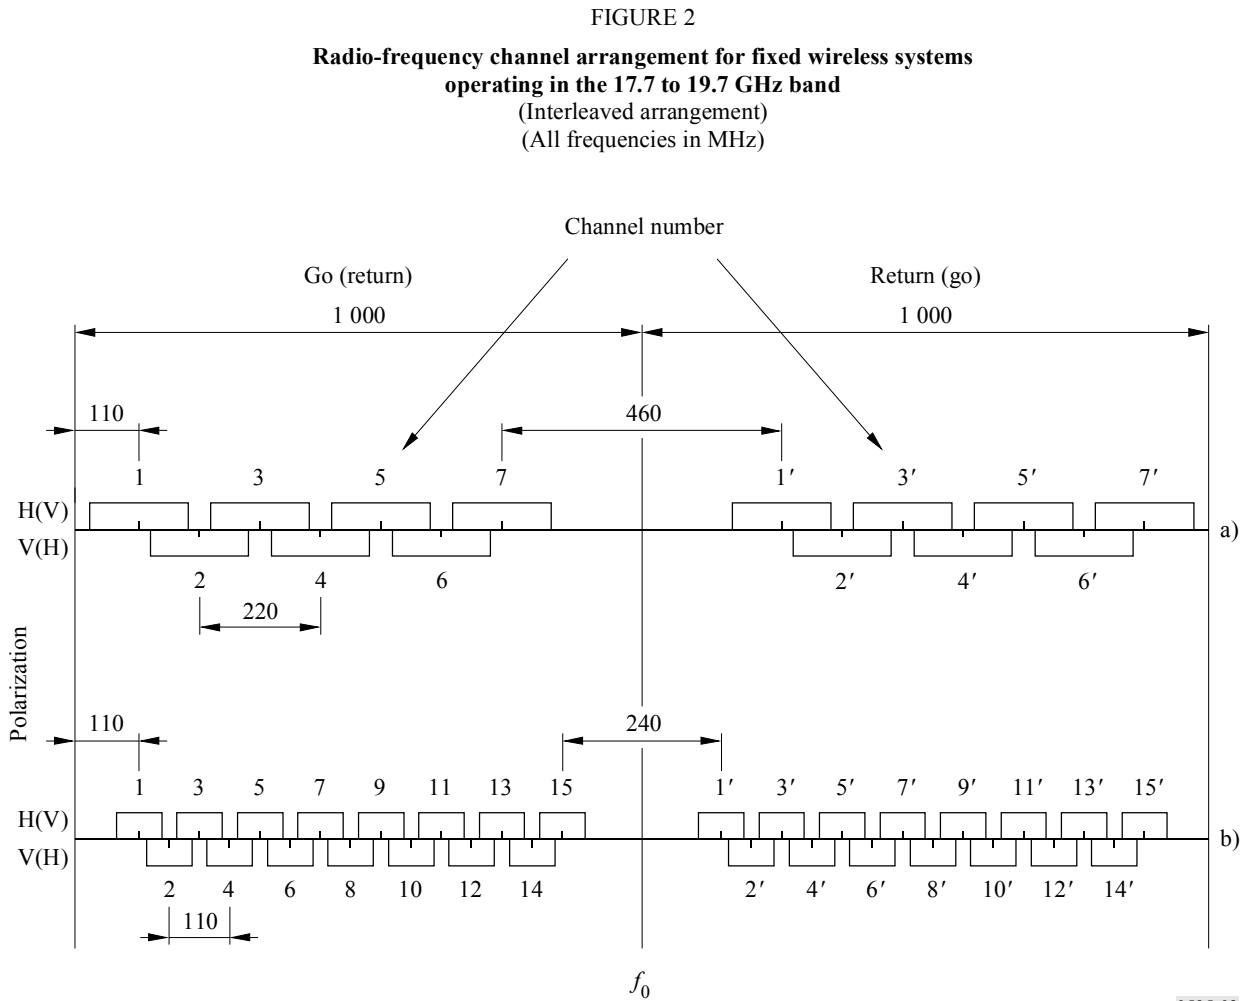 FIGURE 2
Radio-frequency channel arrangement for fixed wireless systems
operating in the 17.7 to 19.7 GHz band
(Interleaved arrangement)
(All frequencies in MHz)
Channel number
Go (return)
Return (go)
1 000
1 000
110
460
1 3 5 7
1′ 3′ 5′ 7′
H(V)
V(H)
a)
2 4 6
2′ 4′ 6′
220
Polarization
110
240
1 3 5 7 9 11 13 15
1′ 3′ 5′ 7′ 9′ 11′ 13′ 15′
H(V)
V(H)
b)
2 4 6 8 10 12 14
2′ 4′ 6′ 8′ 10′ 12′ 14′
110
f0